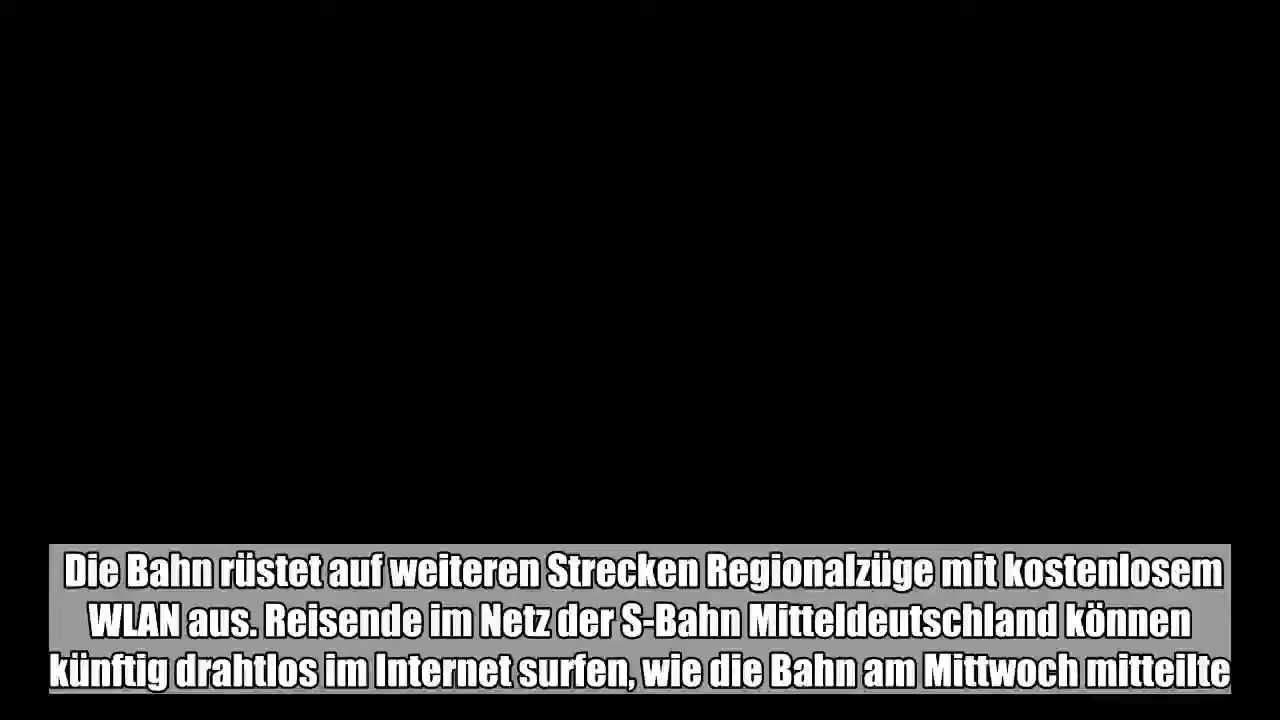 Die Bahn rüstet auf weiteren Strecken Regionalzüge mit kostenlosem
WLAN aus. Reisende im Netz der S-Bahn Mitteldeutschland können
künftig drahtlos im Internet surfen, wie die Bahn am Mittwoch mitteilte